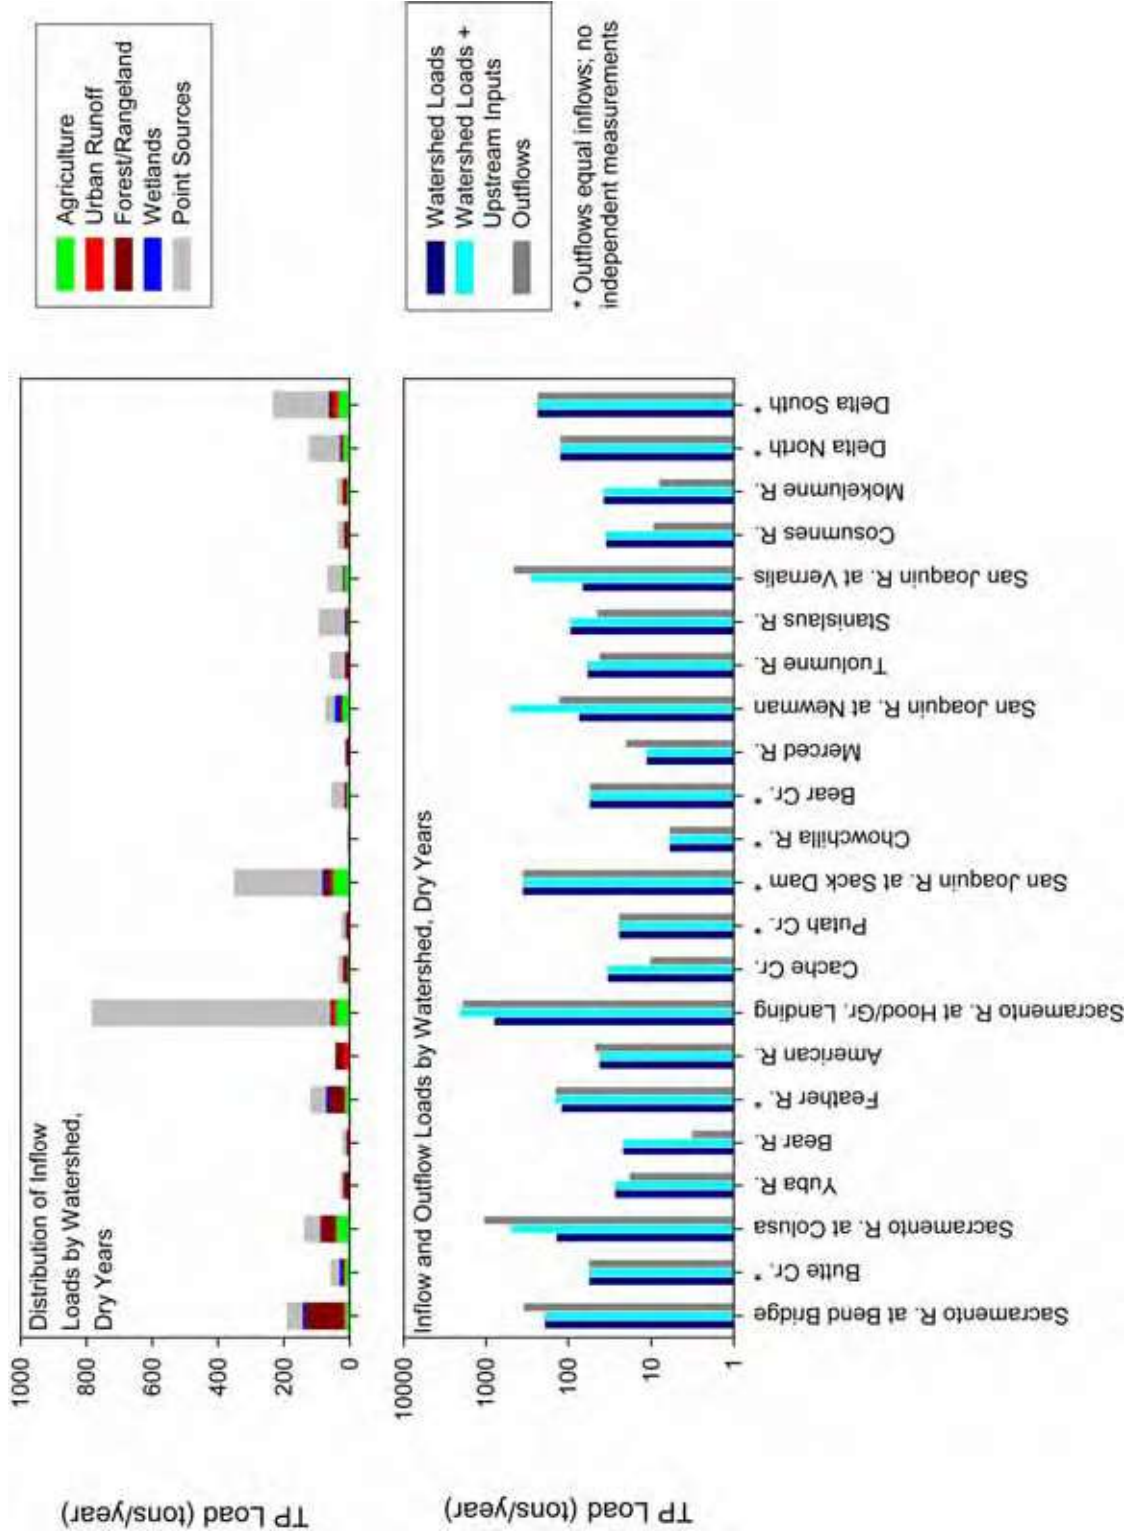 Distribution of Inflow
Loads by Watershed,
Dry Years
TP Load (tons/year)
1000
800
600
400
200
0
Agriculture
Urban Runoff
Forest/Rangeland
Wetlands
Point Sources
Inflow and Outflow Loads by Watershed, Dry Years
TP Load (tons/year)
10000
1000
100
10
1
Sacramento R. at Bend Bridge
Butte Cr. *
Sacramento R. at Colusa
Yuba R.
Bear R.
Feather R. *
American R.
Sacramento R. at Hood/Gr. Landing
Cache Cr.
Putah Cr. *
San Joaquin R. at Sack Dam *
Chowchilla R. *
Bear Cr. *
Merced R.
San Joaquin R. at Newman
Tuolumne R.
Stanislaus R.
San Joaquin R. at Vernalis
Cosumnes R.
Mokelumne R.
Delta North *
Delta South *
Watershed Loads
Watershed Loads +
Upstream Inputs
Outflows
* Outflows equal inflows; no
independent measurements